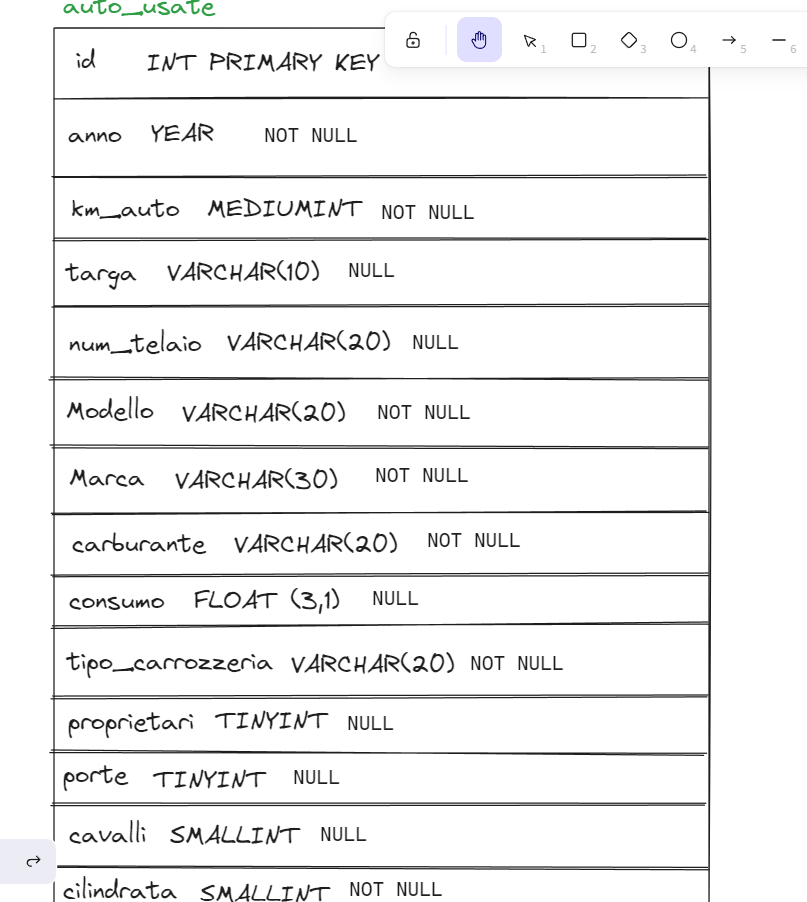 auto_usate
id INT PRIMARY KEY
1 2 3 4 5 6
anno YEAR NOT NULL
km_auto MEDIUMINT NOT NULL
targa VARCHAR(10) NULL
num_telaio VARCHAR(20) NULL
Modello VARCHAR(20) NOT NULL
Marca VARCHAR(30) NOT NULL
carburante VARCHAR(20) NOT NULL
consumo FLOAT (3,1) NULL
tipo_carrozzeria VARCHAR(20) NOT NULL
proprietari TINYINT NULL
porte TINYINT NULL
cavalli SMALLINT NULL
cilindrata SMALLINT NOT NULL